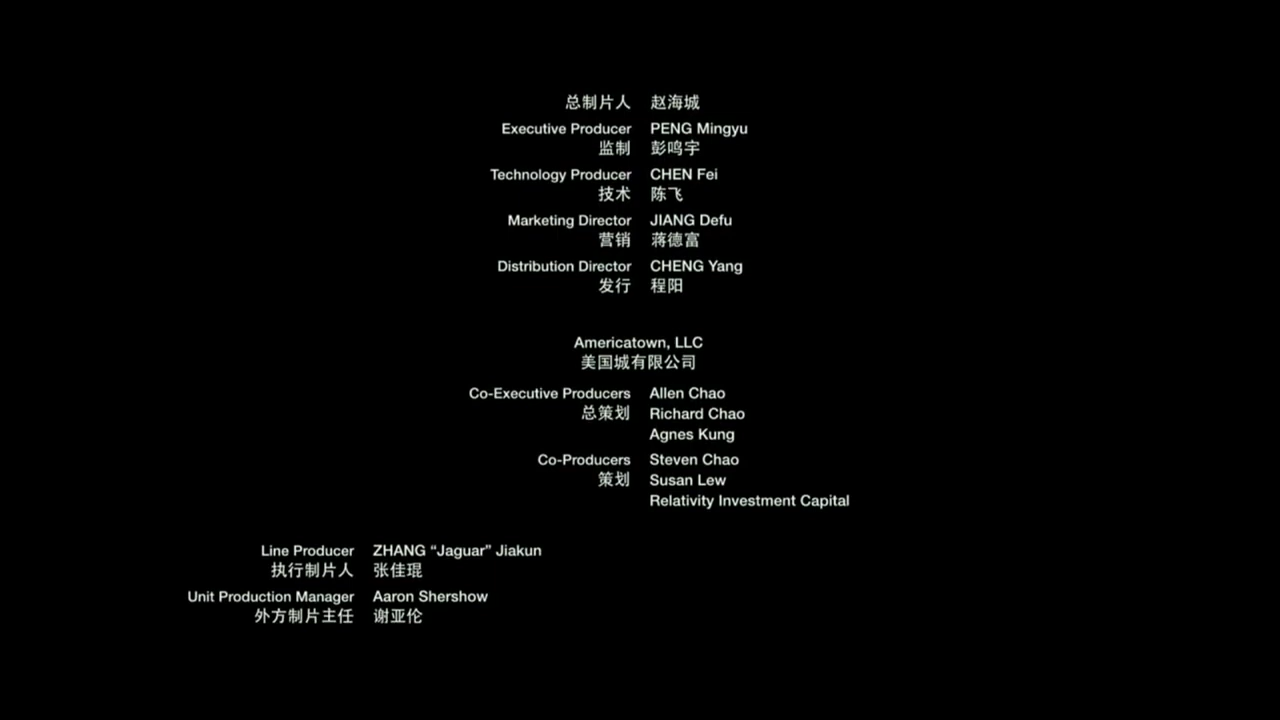 总制片人 赵海城
Executive Producer PENG Mingyu
监制 彭鸣宇
Technology Producer CHEN Fei
技术 陈飞
Marketing Director JIANG Defu
营销 蒋德富
Distribution Director CHENG Yang
发行 程阳
Americatown, LLC
美国城有限公司
Co-Executive Producers Allen Chao
总策划 Richard Chao
Agnes Kung
Co-Producers Steven Chao
策划 Susan Lew
Relativity Investment Capital
Line Producer ZHANG “Jaguar” Jiakun
执行制片人 张佳琨
Unit Production Manager Aaron Shershow
外方制片主任 谢亚伦